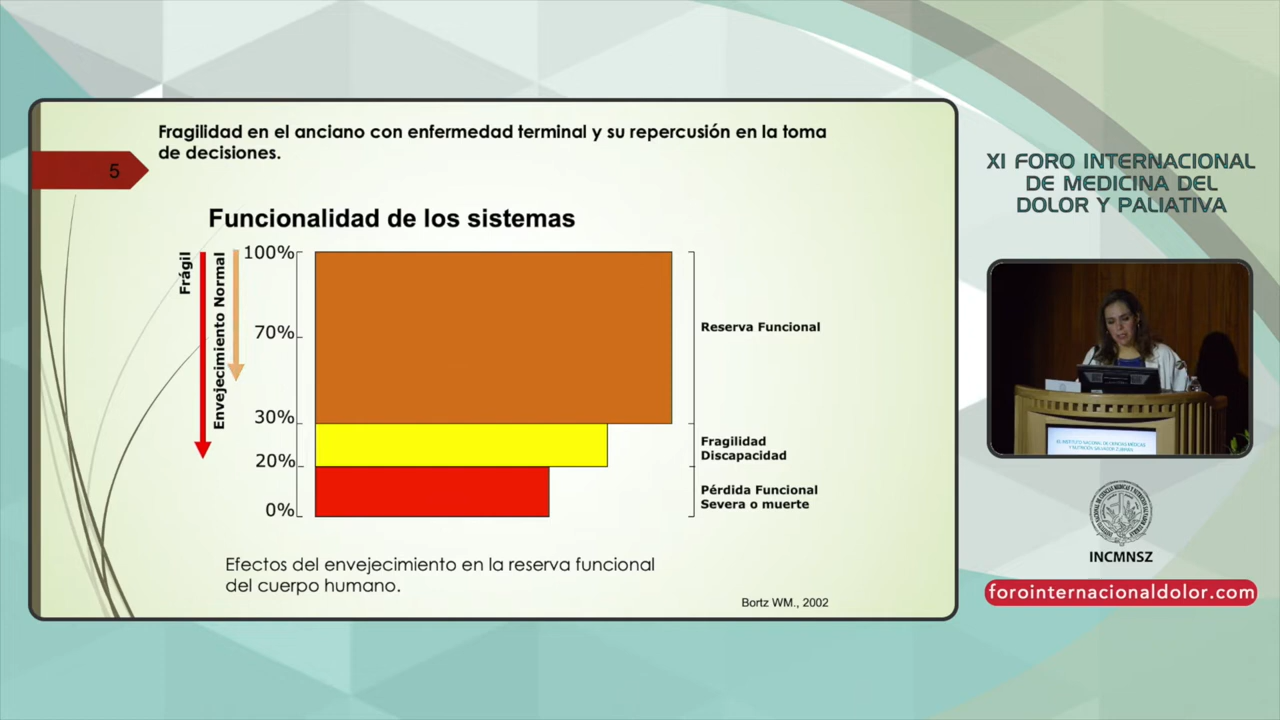 Fragilidad en el anciano con enfermedad terminal y su repercusión en la toma
de decisiones.
5
Funcionalidad de los sistemas
Frágil
Envejecimiento Normal
100%
70%
30%
20%
0%
Reserva Funcional
Fragilidad
Discapacidad
Pérdida Funcional
Severa o muerte
Efectos del envejecimiento en la reserva funcional
del cuerpo humano.
Bortz WM., 2002
XI FORO INTERNACIONAL
DE MEDICINA DEL
DOLOR Y PALIATIVA
INCMNSZ
forointernacionaldolor.com